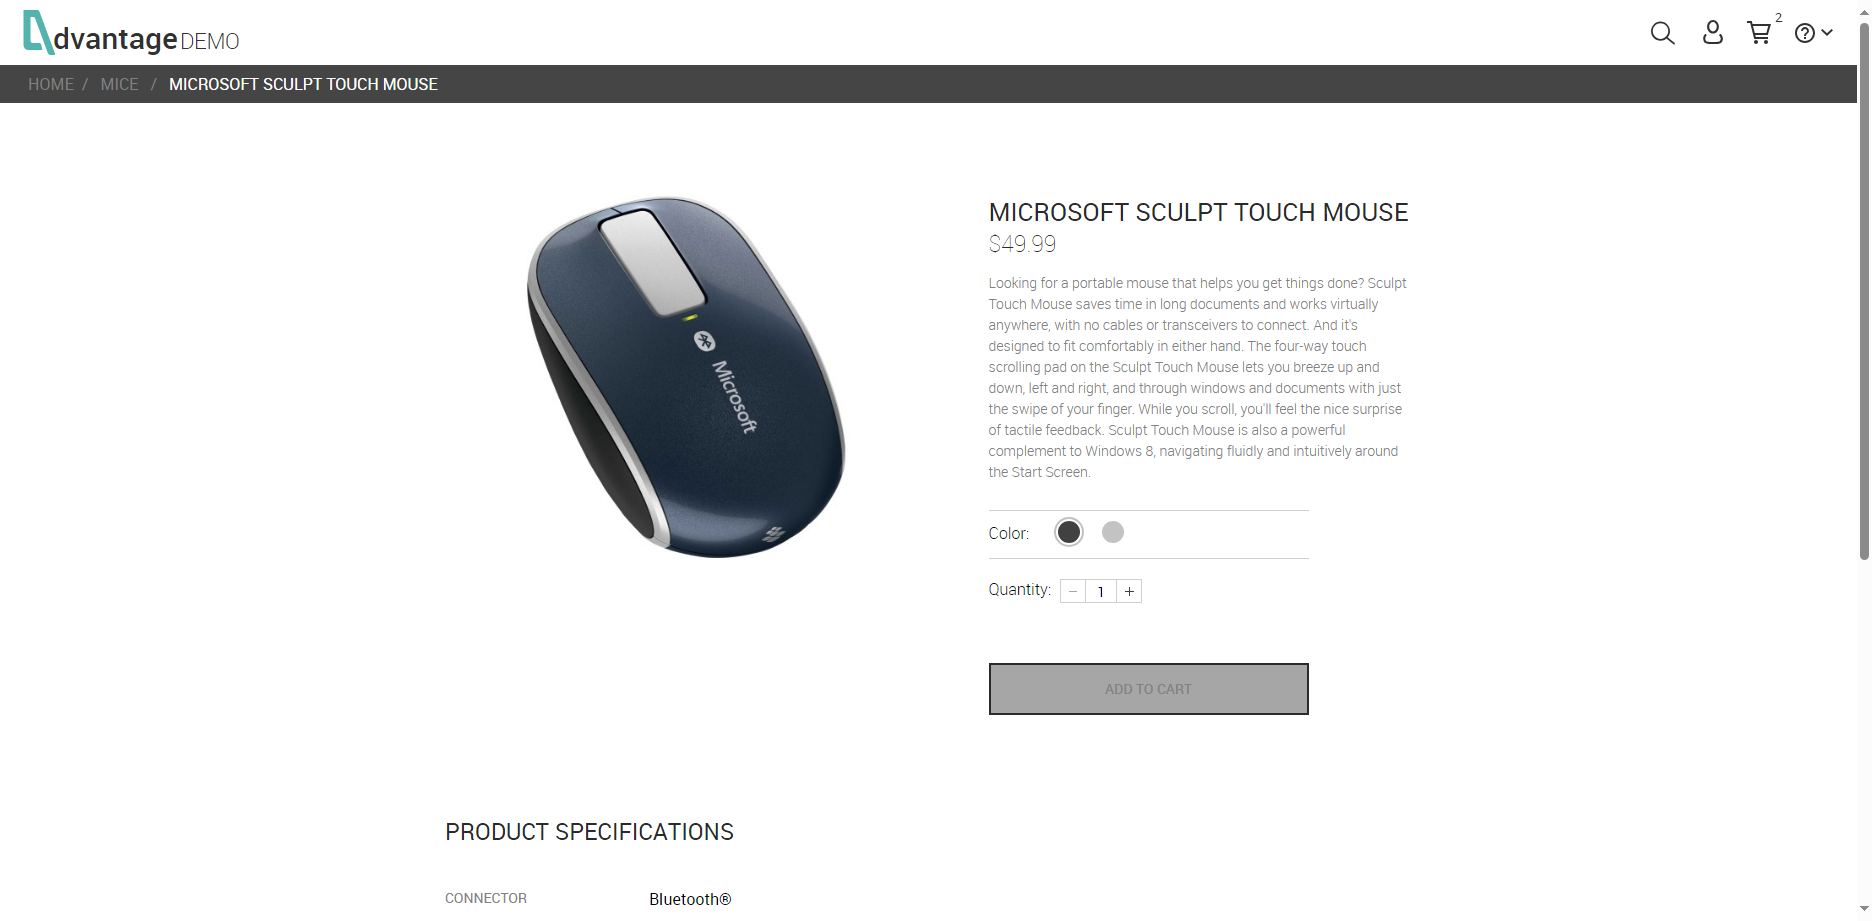 dvantage DEMO
2
HOME / MICE / MICROSOFT SCULPT TOUCH MOUSE
Microsoft
MICROSOFT SCULPT TOUCH MOUSE
$49.99
Looking for a portable mouse that helps you get things done? Sculpt
Touch Mouse saves time in long documents and works virtually
anywhere, with no cables or transceivers to connect. And it's
designed to fit comfortably in either hand. The four-way touch
scrolling pad on the Sculpt Touch Mouse lets you breeze up and
down, left and right, and through windows and documents with just
the swipe of your finger. While you scroll, you'll feel the nice surprise
of tactile feedback. Sculpt Touch Mouse is also a powerful
complement to Windows 8, navigating fluidly and intuitively around
the Start Screen.
Color:
Quantity: − 1 +
ADD TO CART
PRODUCT SPECIFICATIONS
CONNECTOR Bluetooth®